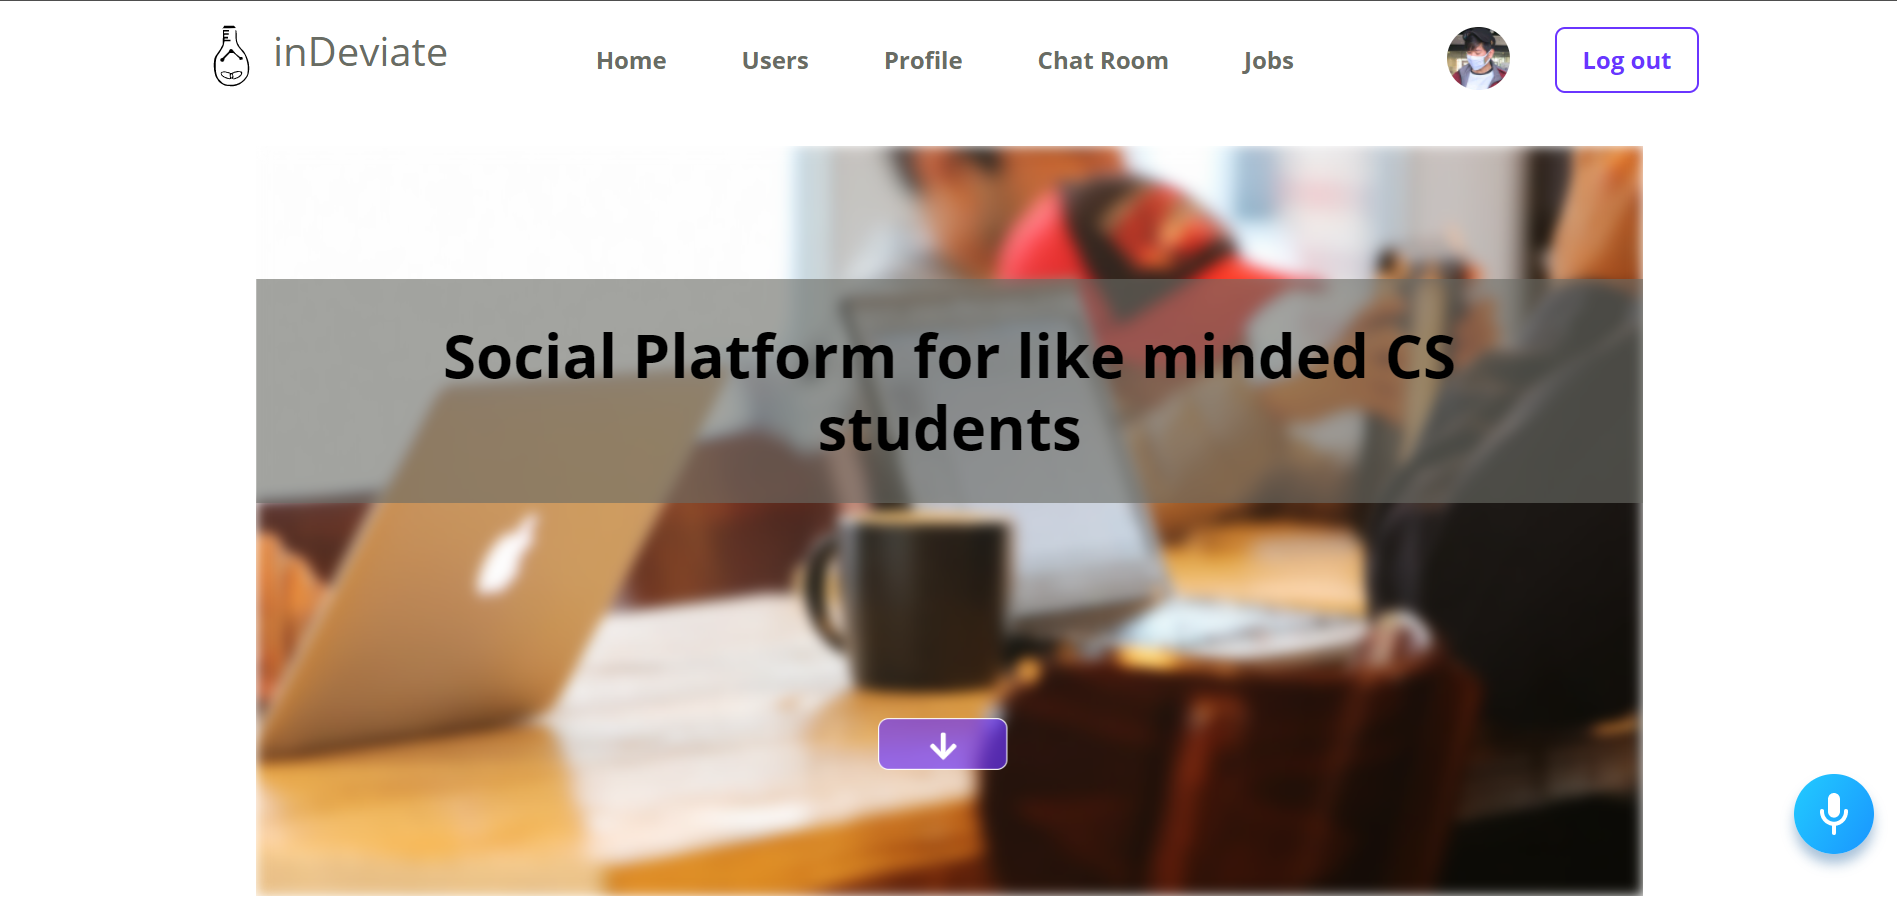 inDeviate
Home
Users
Profile
Chat Room
Jobs
Log out
Social Platform for like minded CS
students